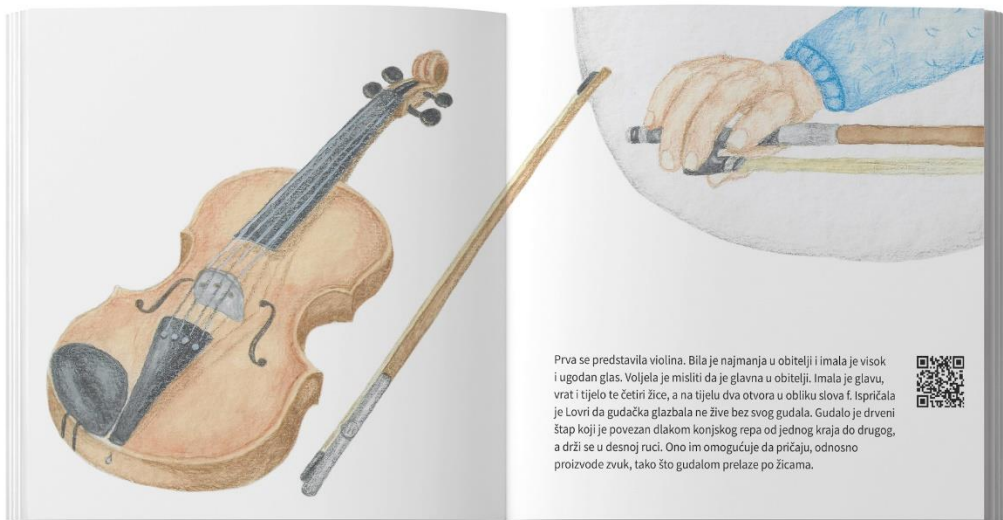 Prva se predstavila violina. Bila je najmanja u obitelji i imala je visok
i ugodan glas. Voljela je misliti da je glavna u obitelji. Imala je glavu,
vrat i tijelo te četiri žice, a na tijelu dva otvora u obliku slova f. Ispričala
je Lovri da gudačka glazbala ne žive bez svog gudala. Gudalo je drveni
štap koji je povezan dlakom konjskog repa od jednog kraja do drugog,
a drži se u desnoj ruci. Ono im omogućuje da pričaju, odnosno
proizvode zvuk, tako što gudalom prelaze po žicama.